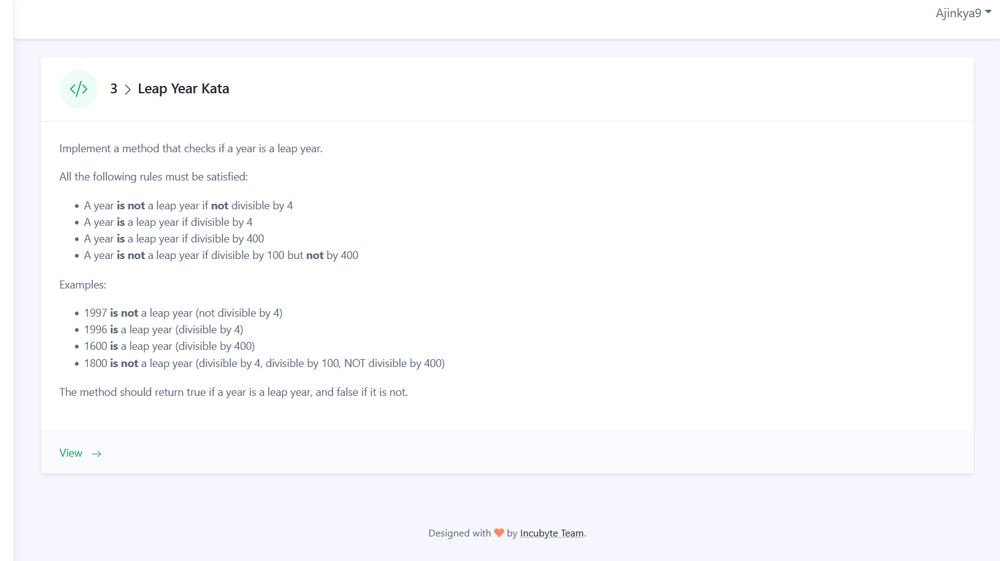 Ajinkya9
</> 3 > Leap Year Kata
Implement a method that checks if a year is a leap year.
All the following rules must be satisfied:
• A year is not a leap year if not divisible by 4
• A year is a leap year if divisible by 4
• A year is a leap year if divisible by 400
• A year is not a leap year if divisible by 100 but not by 400
Examples:
• 1997 is not a leap year (not divisible by 4)
• 1996 is a leap year (divisible by 4)
• 1600 is a leap year (divisible by 400)
• 1800 is not a leap year (divisible by 4, divisible by 100, NOT divisible by 400)
The method should return true if a year is a leap year, and false if it is not.
View →
Designed with ❤ by Incubyte Team.